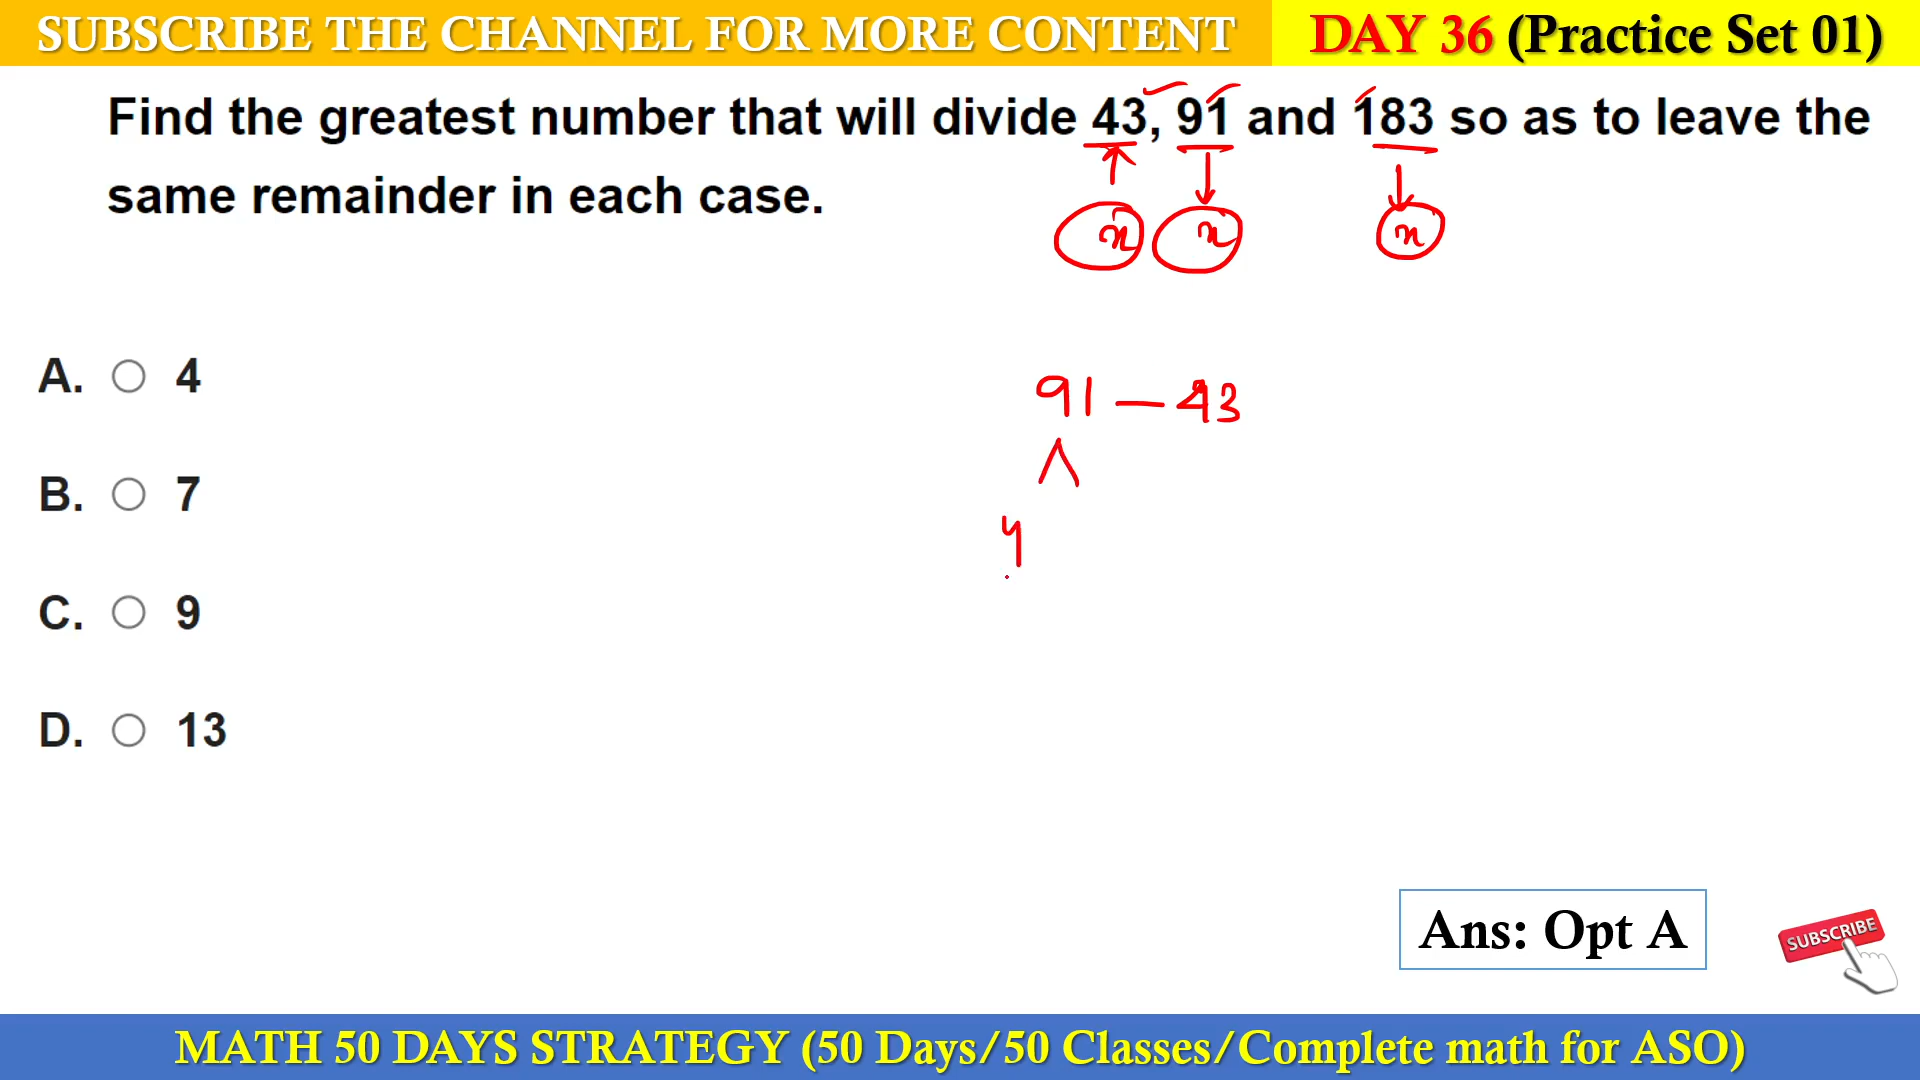 SUBSCRIBE THE CHANNEL FOR MORE CONTENT
DAY 36 (Practice Set 01)
Find the greatest number that will divide 43, 91 and 183 so as to leave the
same remainder in each case.
x x x
A. 4
B. 7
C. 9
D. 13
91 – 43
Ans: Opt A
SUBSCRIBE
MATH 50 DAYS STRATEGY (50 Days/50 Classes/Complete math for ASO)